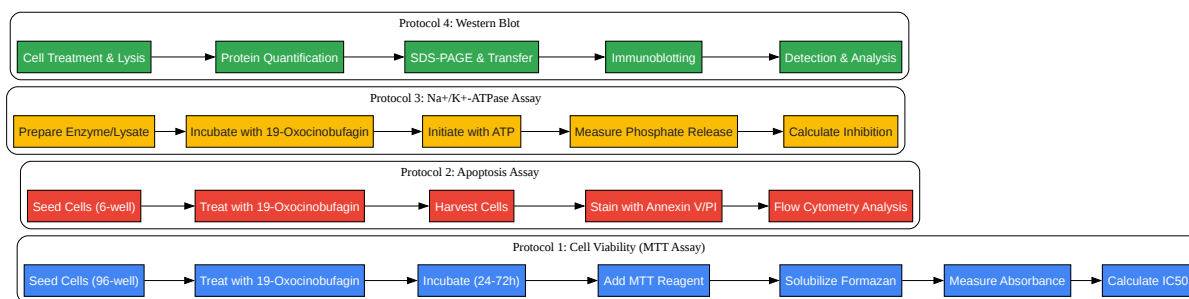 Protocol 4: Western Blot
Cell Treatment & Lysis
Protein Quantification
SDS-PAGE & Transfer
Immunoblotting
Detection & Analysis
Protocol 3: Na+/K+-ATPase Assay
Prepare Enzyme/Lysate
Incubate with 19-Oxocinobufagin
Initiate with ATP
Measure Phosphate Release
Calculate Inhibition
Protocol 2: Apoptosis Assay
Seed Cells (6-well)
Treat with 19-Oxocinobufagin
Harvest Cells
Stain with Annexin V/PI
Flow Cytometry Analysis
Protocol 1: Cell Viability (MTT Assay)
Seed Cells (96-well)
Treat with 19-Oxocinobufagin
Incubate (24-72h)
Add MTT Reagent
Solubilize Formazan
Measure Absorbance
Calculate IC50